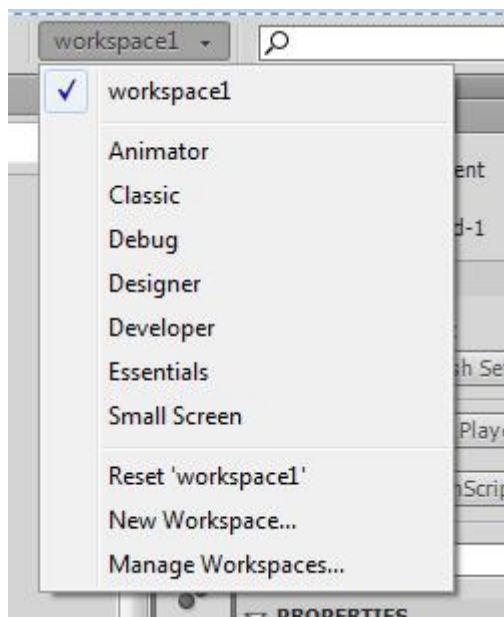 workspace1
workspace1
Animator
Classic
Debug
Designer
Developer
Essentials
Small Screen
Reset 'workspace1'
New Workspace...
Manage Workspaces...
PROPERTIES